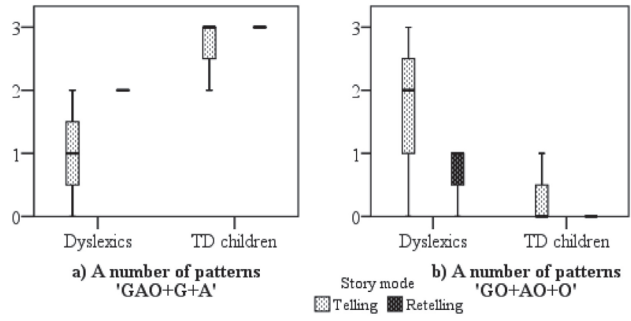 3
2
1
0
Dyslexics
TD children
a) A number of patterns
'GAO+G+A'
3
2
1
0
Dyslexics
TD children
b) A number of patterns
'GO+AO+O'
Story mode
Telling
Retelling